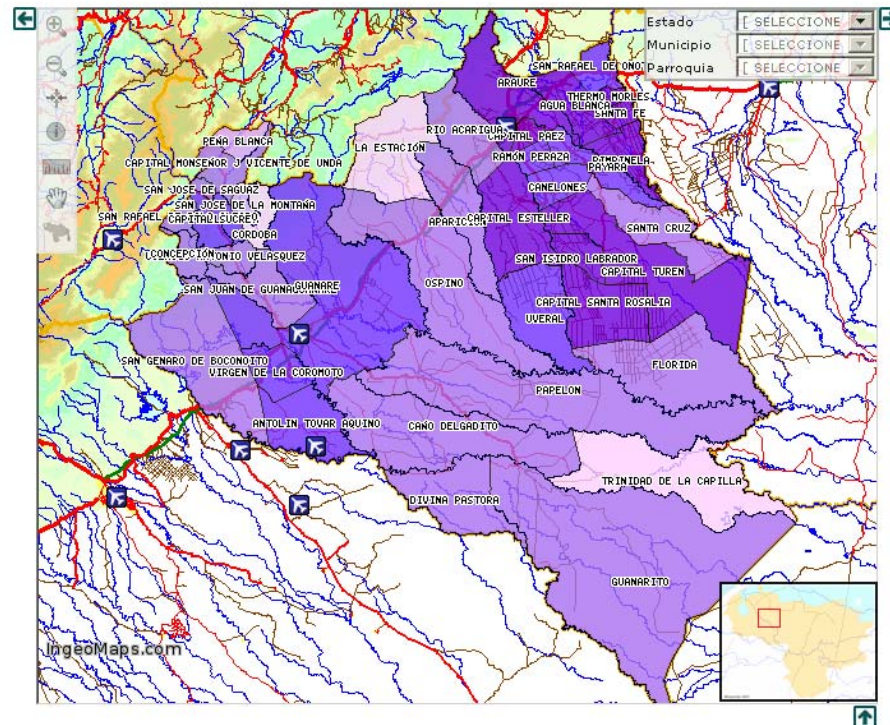 Estado [ SELECCIONE
Municipio [ SELECCIONE
Parroquia [ SELECCIONE
SAN RAFAEL DE ONOTO
ARAURE
THERMO MORLES
AGUA BLANCA
SANTA FE
RIO ACARIGUA
CAPITAL PAEZ
PEÑA BLANCA
LA ESTACIÓN
RAMÓN PERAZA
PIMPINELA
PAYARA
CAPITAL MONSEÑOR J VICENTE DE UNDA
CANELONES
SAN JOSE DE SAGUAZ
SAN JOSE DE LA MONTAÑA
SAN RAFAEL
CAPITAL SUCRE
CAPITAL ESTELLER
SANTA CRUZ
CORDOBA
CONCEPCIÓN
VELASQUEZ
SAN ISIDRO LABRADOR
CAPITAL TUREN
SAN JUAN DE
GUANARE
OSPINO
CAPITAL SANTA ROSALIA
UVERAL
SAN GENARO DE BOCONOITO
VIRGEN DE LA COROMOTO
FLORIDA
PAPELON
ANTOLIN TOVAR AQUINO
CAÑO DELGADITO
TRINIDAD DE LA CAPILLA
DIVINA PASTORA
GUANARITO
IngeoMaps.com